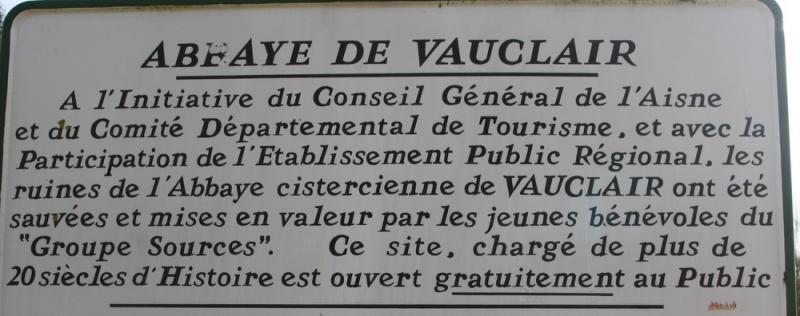 ABBAYE DE VAUCLAIR
A l'Initiative du Conseil Général de l'Aisne
et du Comité Départemental de Tourisme, et avec la
Participation de l'Etablissement Public Régional, les
ruines de l'Abbaye cistercienne de VAUCLAIR ont été
sauvées et mises en valeur par les jeunes bénévoles du
"Groupe Sources". Ce site, chargé de plus de
20 siècles d'Histoire est ouvert gratuitement au Public